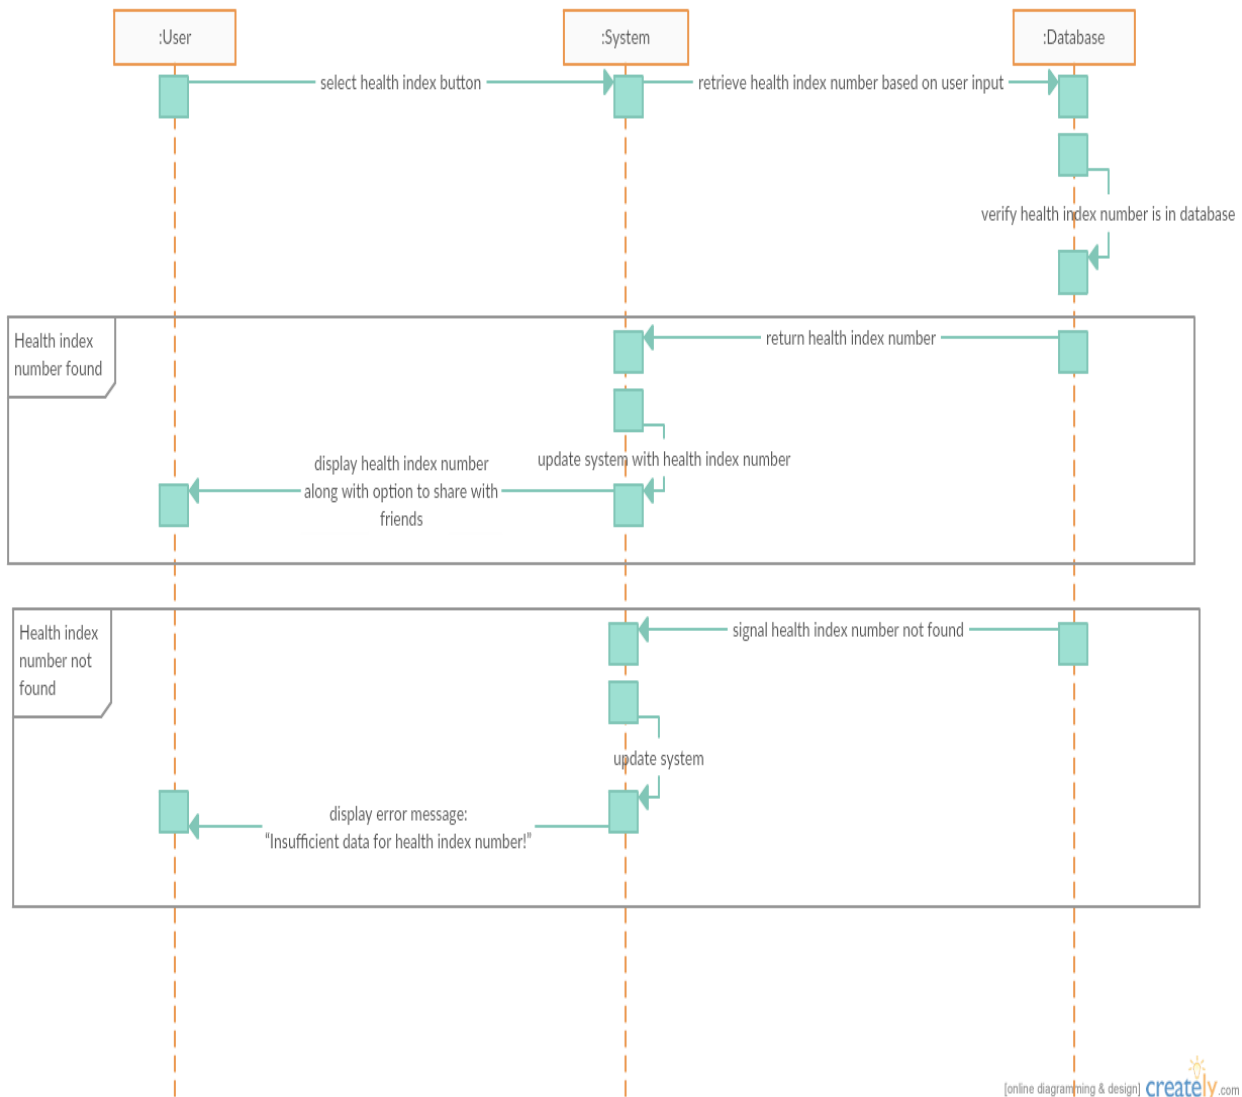 :User
:System
:Database
select health index button
retrieve health index number based on user input
verify health index number is in database
Health index
number found
return health index number
update system with health index number
display health index number
along with option to share with
friends
Health index
number not
found
signal health index number not found
update system
display error message:
“Insufficient data for health index number!”
[online diagramming & design] creately.com